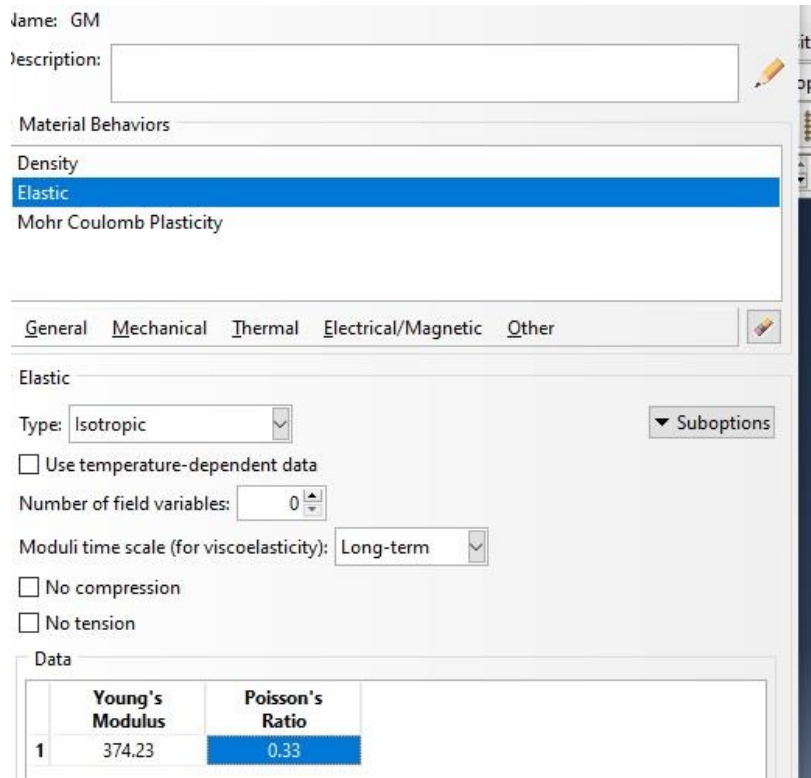 Name: GM
Description:
Material Behaviors
Density
Elastic
Mohr Coulomb Plasticity
General Mechanical Thermal Electrical/Magnetic Other
Elastic
Type: Isotropic
Suboptions
Use temperature-dependent data
Number of field variables: 0
Moduli time scale (for viscoelasticity): Long-term
No compression
No tension
Data
Young's Modulus Poisson's Ratio
1 374.23 0.33